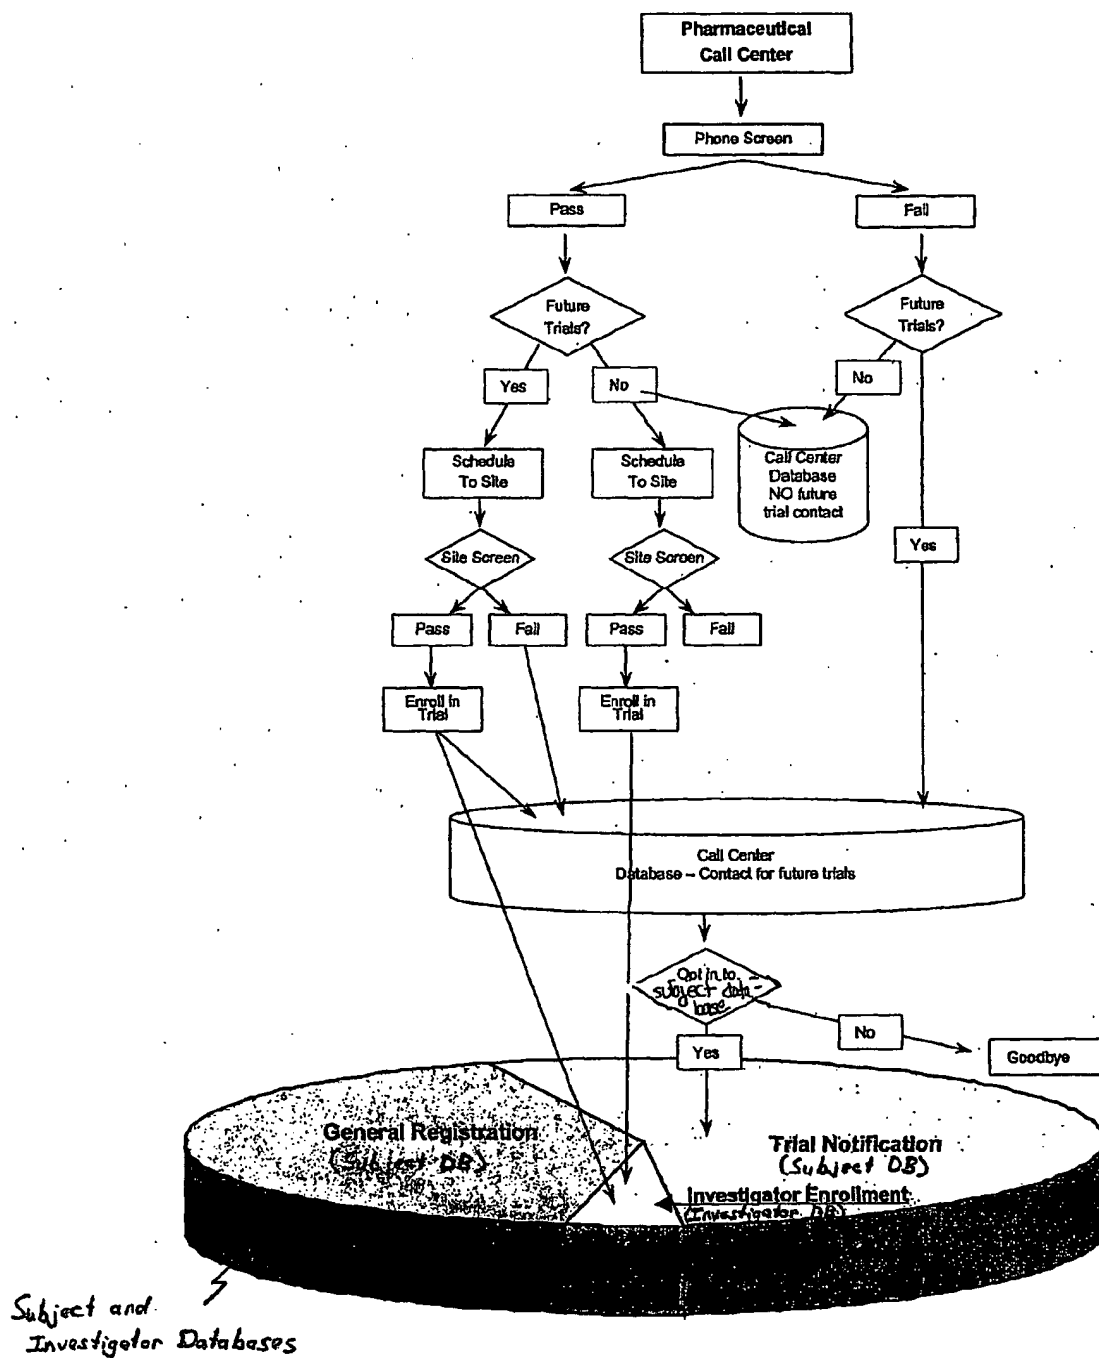 Pharmaceutical
Call Center
Phone Screen
Pass
Fail
Future
Trials?
Future
Trials?
Yes
No
No
Schedule
To Site
Schedule
To Site
Call Center
Database
NO future
trial contact
Site Screen
Site Screen
Yes
Pass
Fail
Pass
Fail
Enroll in
Trial
Enroll in
Trial
Call Center
Database – Contact for future trials
Opt in to
subject data-
base
No
Yes
Goodbye
General Registration
(Subject DB)
Trial Notification
(Subject DB)
Investigator Enrollment
(Investigator DB)
Subject and
Investigator Databases